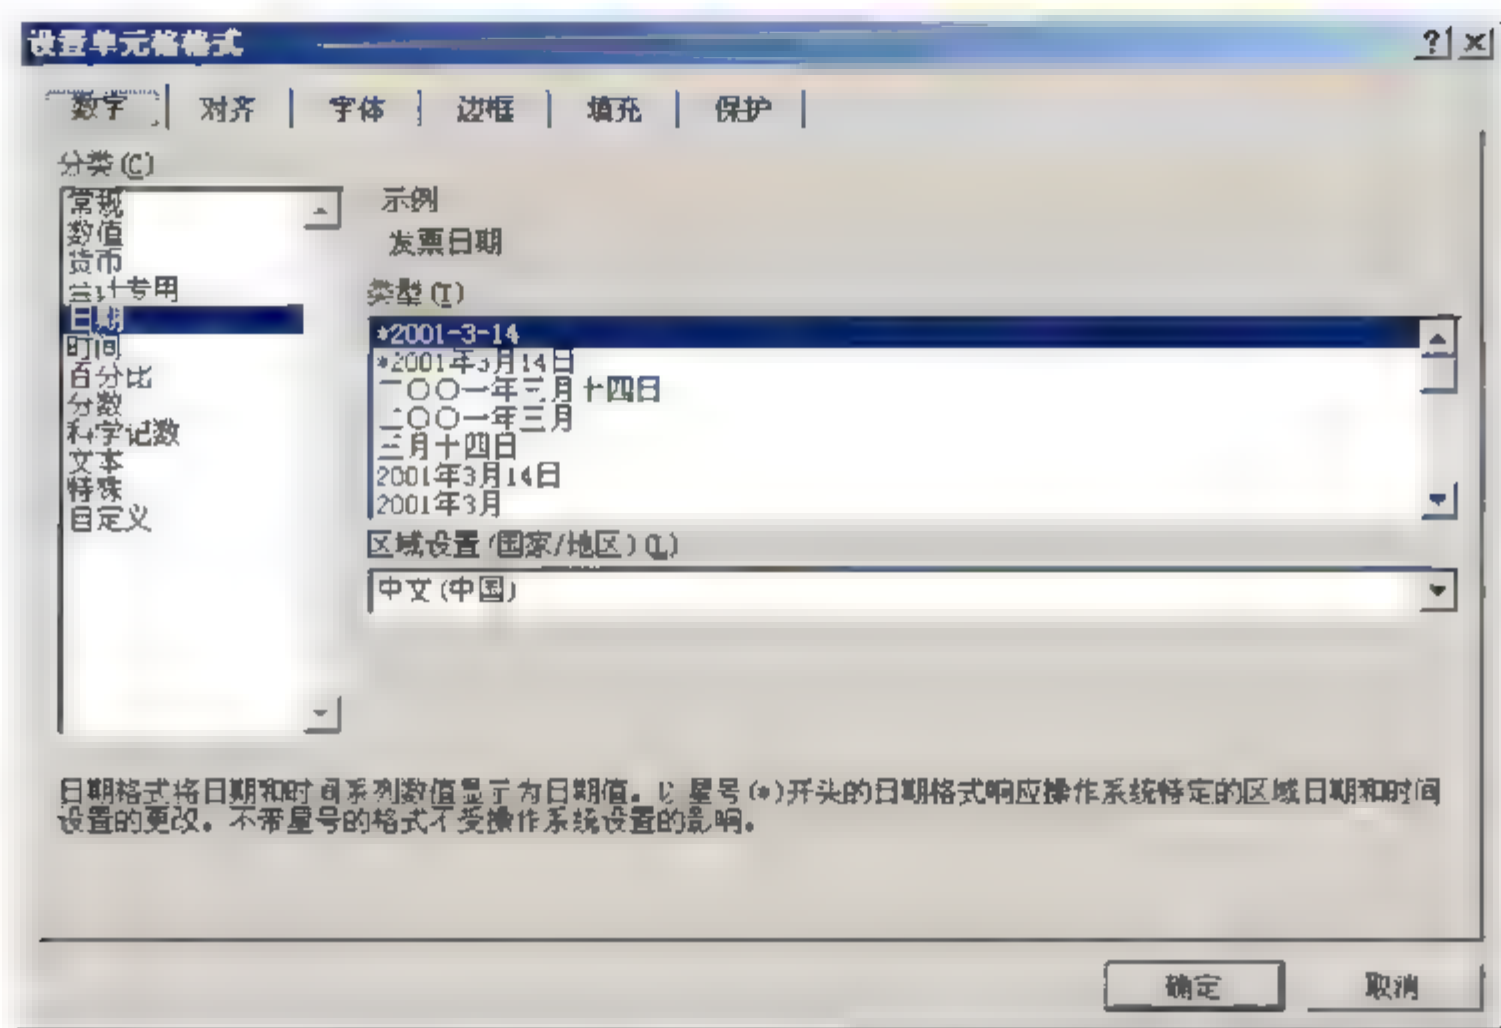 设置单元格格式
数字 对齐 字体 边框 填充 保护
分类(C)
常规
数值
货币
会计专用
日期
时间
百分比
分数
科学记数
文本
特殊
自定义
示例
发票日期
类型(T)
*2001-3-14
*2001年3月14日
二〇〇一年三月十四日
二〇〇一年三月
三月十四日
2001年3月14日
2001年3月
区域设置(国家/地区)(L)
中文(中国)
日期格式将日期和时间系列数值显示为日期值。以星号(*)开头的日期格式响应操作系统特定的区域日期和时间
设置的更改。不带星号的格式不受操作系统设置的影响。
确定 取消